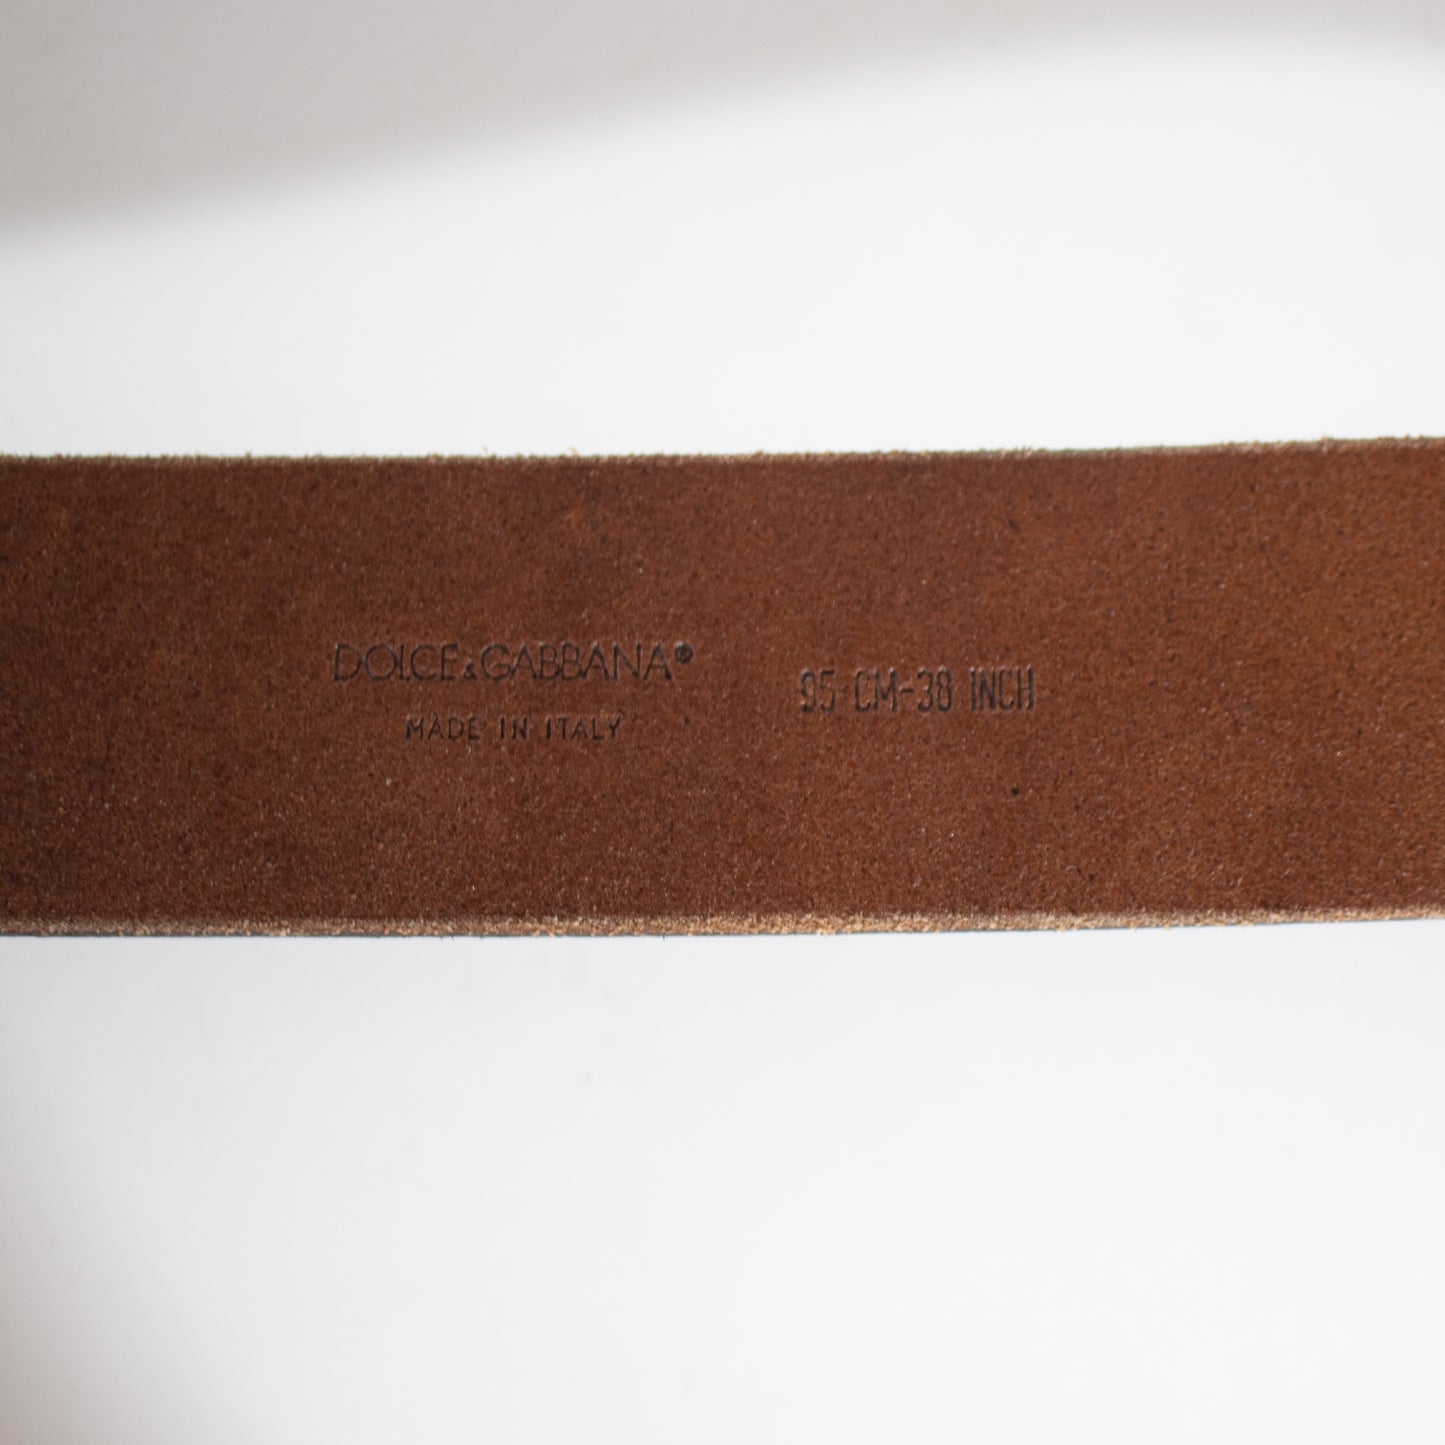 DOLCE&GABBANA®
MADE IN ITALY
95 CM-38 INCH